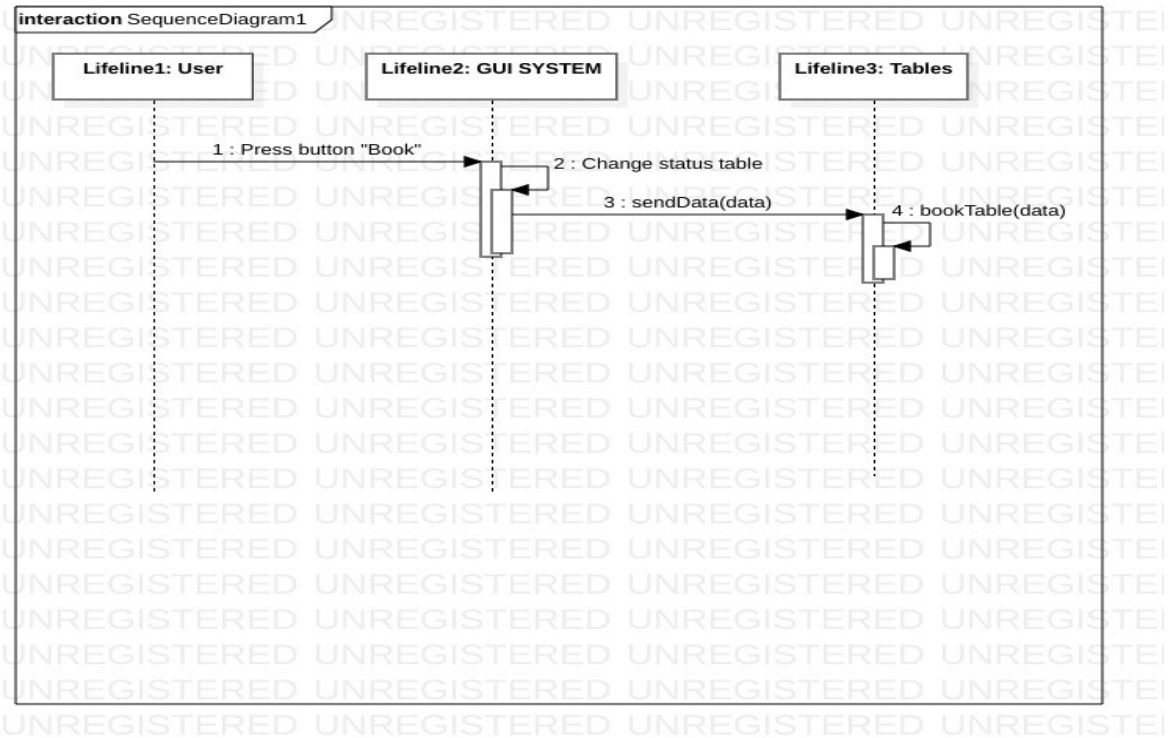 interaction SequenceDiagram1
Lifeline1: User
Lifeline2: GUI SYSTEM
Lifeline3: Tables
1 : Press button "Book"
2 : Change status table
3 : sendData(data)
4 : bookTable(data)
UNREGISTERED UNREGISTERED UNREGISTERED UNREGISTE